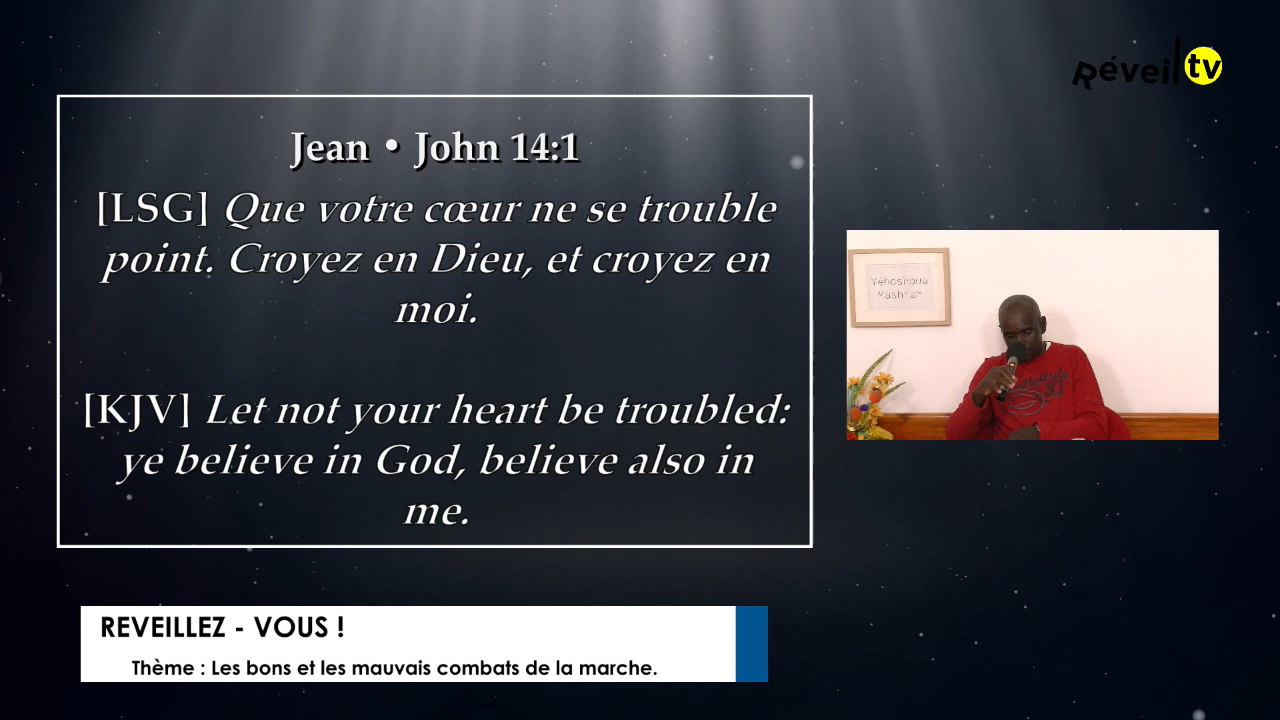 Réveil tv
Jean • John 14:1
[LSG] Que votre cœur ne se trouble
point. Croyez en Dieu, et croyez en
moi.
[KJV] Let not your heart be troubled:
ye believe in God, believe also in
me.
Yéhoshoua
REVEILLEZ - VOUS !
Thème : Les bons et les mauvais combats de la marche.